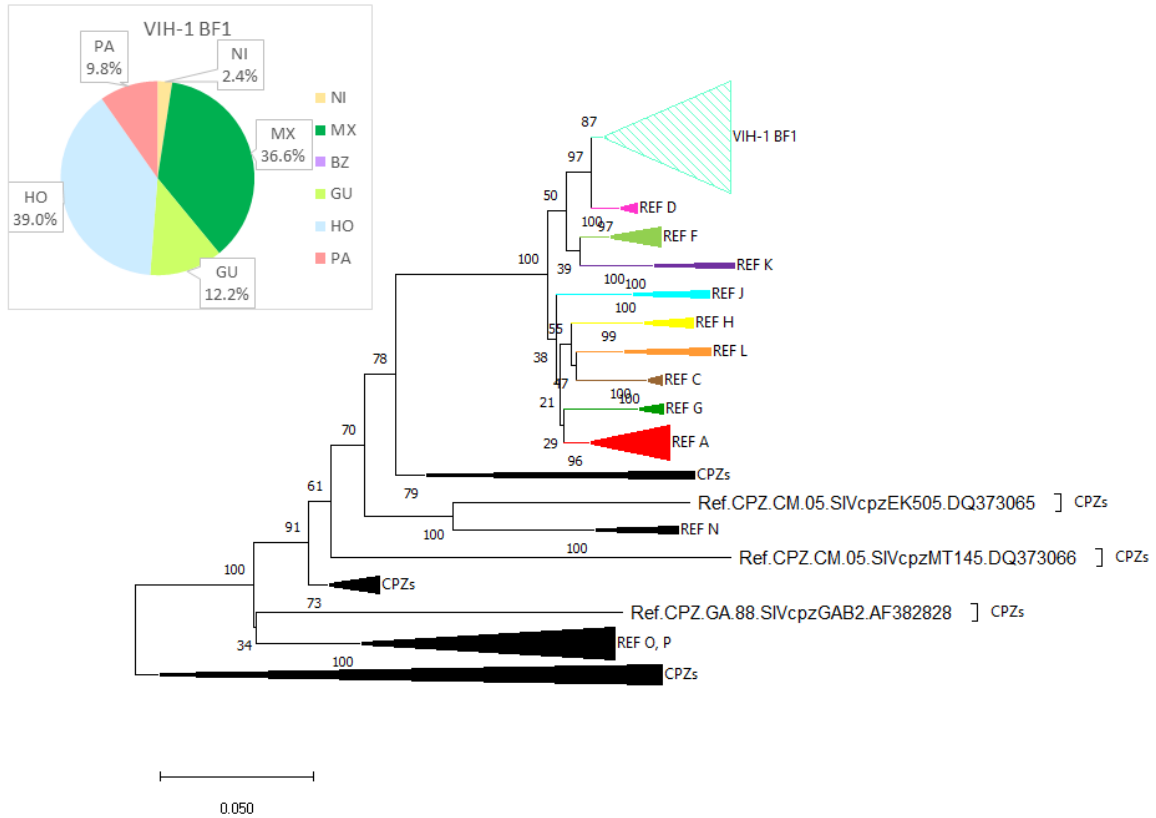 VIH-1 BF1
PA
9.8%
NI
2.4%
MX
36.6%
HO
39.0%
GU
12.2%
NI
MX
BZ
GU
HO
PA
87
VIH-1 BF1
97
REF D
50
100
97
REF F
100
39
REF K
100
100
REF J
100
REF H
55
99
REF L
38
REF C
47
100
100
21
REF G
29
REF A
78
96
CPZs
70
79
Ref.CPZ.CM.05.SIVcpzEK505.DQ373065
CPZs
61
REF N
100
91
100
Ref.CPZ.CM.05.SIVcpzMT145.DQ373066
CPZs
100
CPZs
73
Ref.CPZ.GA.88.SIVcpzGAB2.AF382828
CPZs
34
REF O, P
100
CPZs
0.050